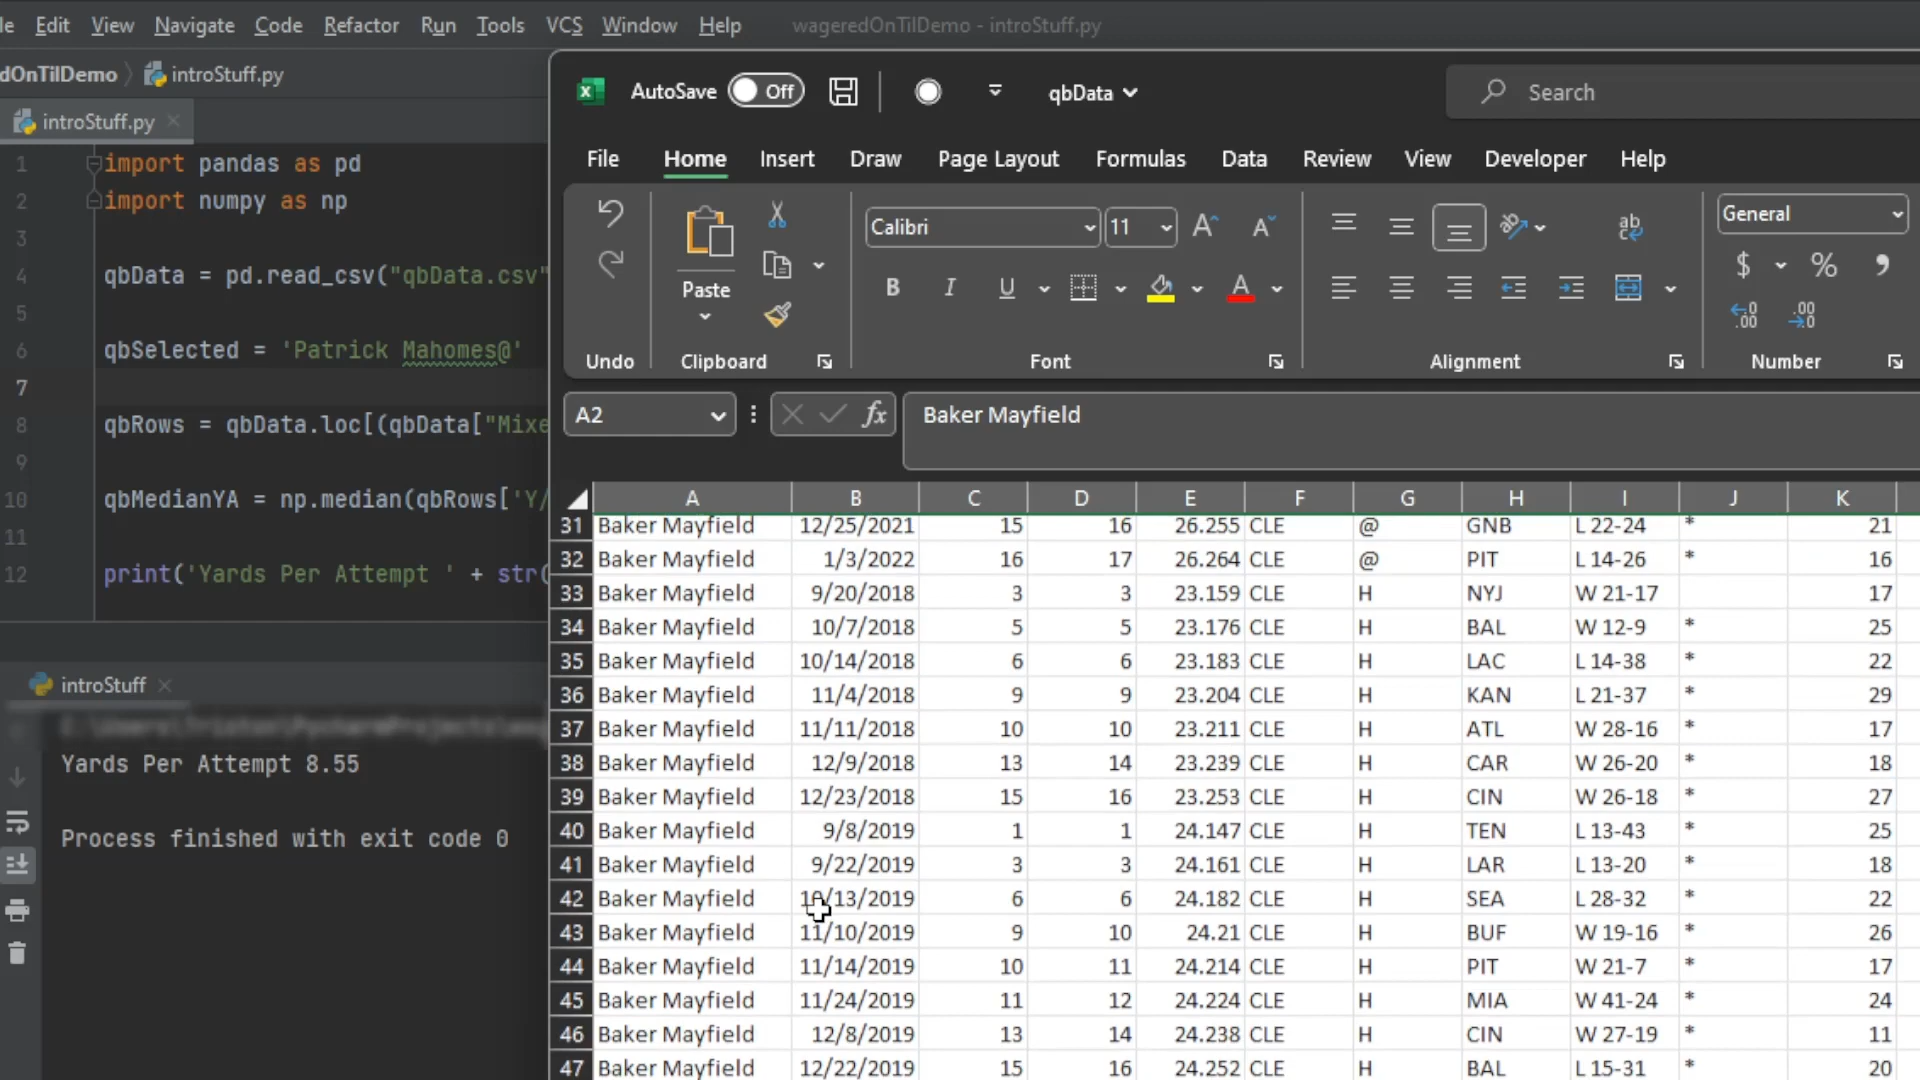 le Edit View Navigate Code Refactor Run Tools VCS Window Help wageredOnTilDemo - introStuff.py
dOnTilDemo introStuff.py
introStuff.py
1 import pandas as pd
2 import numpy as np
3
4 qbData = pd.read_csv("qbData.csv"
5
6 qbSelected = 'Patrick Mahomes@'
7
8 qbRows = qbData.loc[(qbData["Mixe
9
10 qbMedianYA = np.median(qbRows['Y/
11
12 print('Yards Per Attempt ' + str(
introStuff
Yards Per Attempt 8.55
Process finished with exit code 0
AutoSave Off qbData Search
File Home Insert Draw Page Layout Formulas Data Review View Developer Help
Paste
Calibri 11
B I U A
ab
General
$ %
Undo Clipboard Font Alignment Number
A2 fx Baker Mayfield
A B C D E F G H I J K
31 Baker Mayfield 12/25/2021 15 16 26.255 CLE @ GNB L 22-24 * 21
32 Baker Mayfield 1/3/2022 16 17 26.264 CLE @ PIT L 14-26 * 16
33 Baker Mayfield 9/20/2018 3 3 23.159 CLE H NYJ W 21-17 17
34 Baker Mayfield 10/7/2018 5 5 23.176 CLE H BAL W 12-9 * 25
35 Baker Mayfield 10/14/2018 6 6 23.183 CLE H LAC L 14-38 * 22
36 Baker Mayfield 11/4/2018 9 9 23.204 CLE H KAN L 21-37 * 29
37 Baker Mayfield 11/11/2018 10 10 23.211 CLE H ATL W 28-16 * 17
38 Baker Mayfield 12/9/2018 13 14 23.239 CLE H CAR W 26-20 * 18
39 Baker Mayfield 12/23/2018 15 16 23.253 CLE H CIN W 26-18 * 27
40 Baker Mayfield 9/8/2019 1 1 24.147 CLE H TEN L 13-43 * 25
41 Baker Mayfield 9/22/2019 3 3 24.161 CLE H LAR L 13-20 * 18
42 Baker Mayfield 10/13/2019 6 6 24.182 CLE H SEA L 28-32 * 22
43 Baker Mayfield 11/10/2019 9 10 24.21 CLE H BUF W 19-16 * 26
44 Baker Mayfield 11/14/2019 10 11 24.214 CLE H PIT W 21-7 * 17
45 Baker Mayfield 11/24/2019 11 12 24.224 CLE H MIA W 41-24 * 24
46 Baker Mayfield 12/8/2019 13 14 24.238 CLE H CIN W 27-19 * 11
47 Baker Mayfield 12/22/2019 15 16 24.252 CLE H BAL L 15-31 * 20